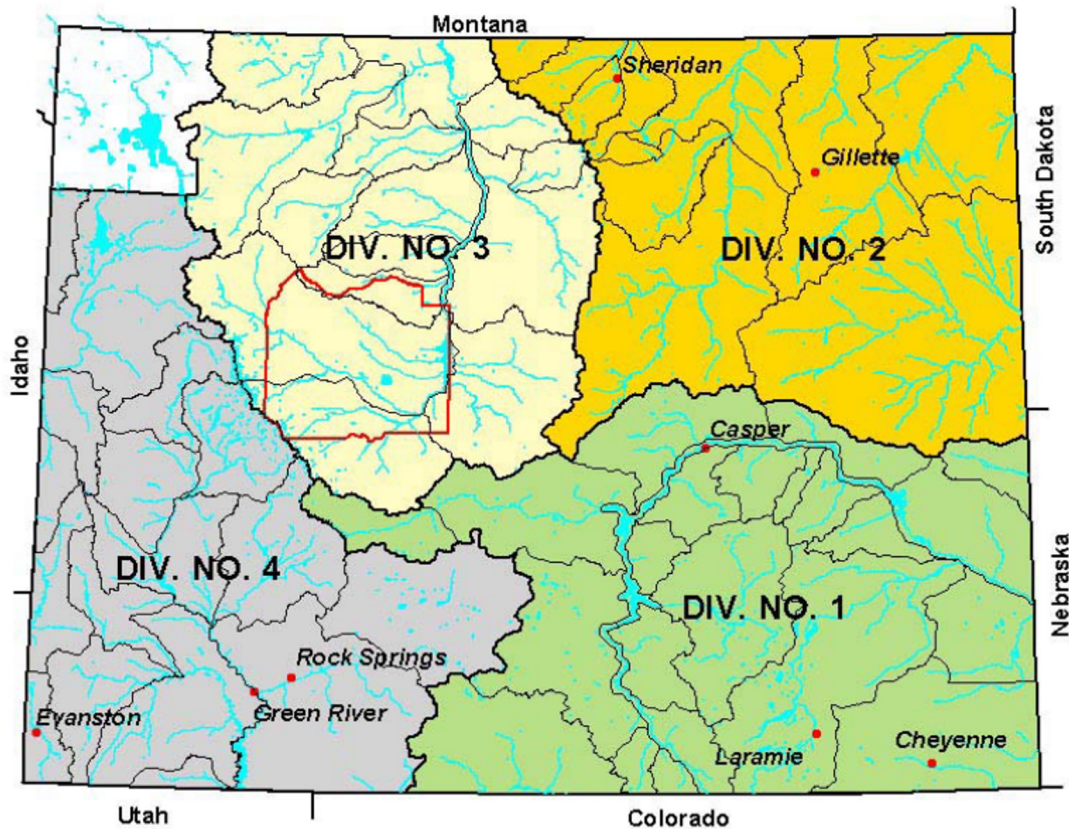 Montana
Sheridan
Gillette
South Dakota
DIV. NO. 3
DIV. NO. 2
Idaho
Casper
DIV. NO. 4
DIV. NO. 1
Nebraska
Rock Springs
Green River
Evanston
Laramie
Cheyenne
Utah
Colorado